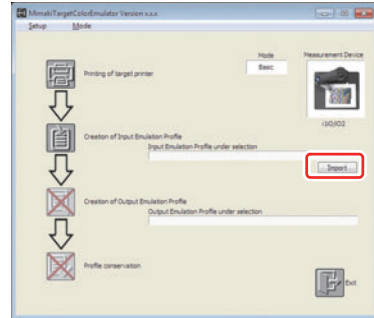 MimakiTargetColorEmulator Version x.x.x
Setup Mode
Mode
Measurement Device
Printing of target printer
Basic
i1iO,iO2
Creation of Input Emulation Profile
Input Emulation Profile under selection
Import
Creation of Output Emulation Profile
Output Emulation Profile under selection
Profile conservation
Exit